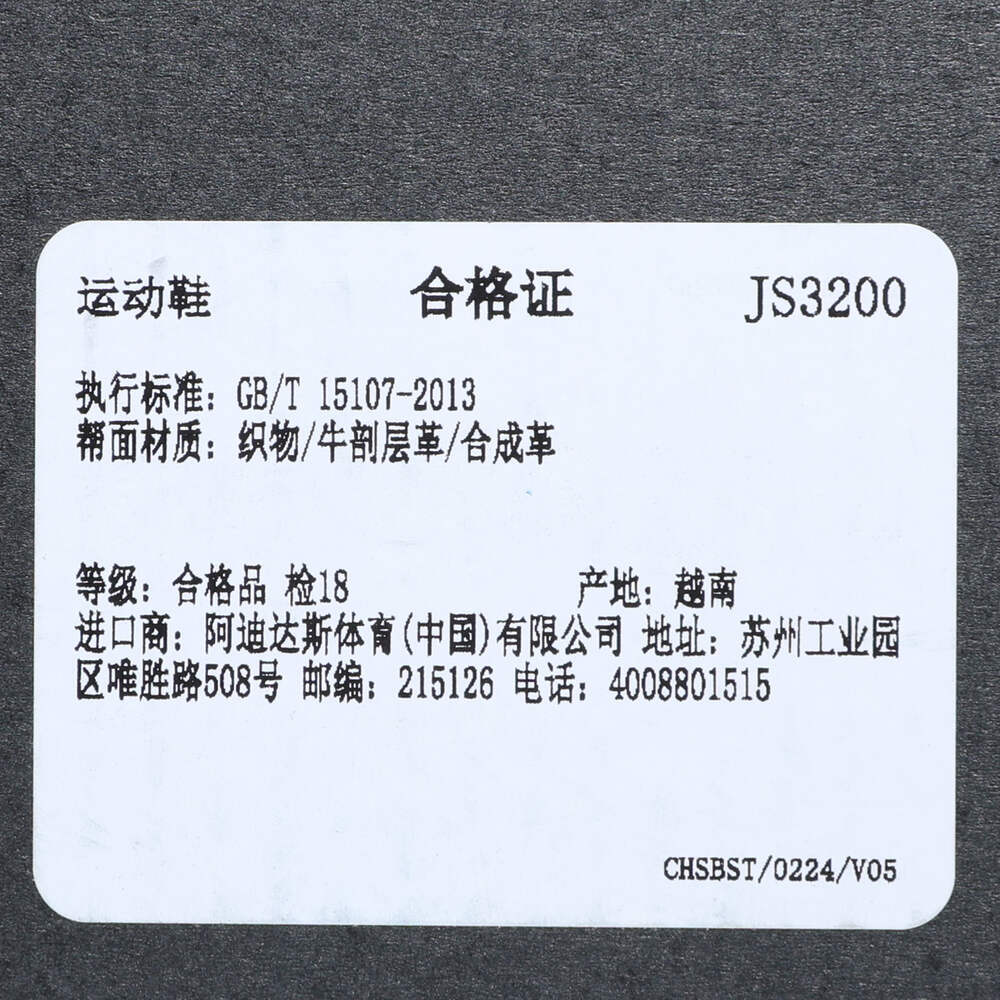 运动鞋 合格证 JS3200
执行标准：GB/T 15107-2013
帮面材质：织物/牛剖层革/合成革
等级：合格品 检18 产地：越南
进口商：阿迪达斯体育(中国)有限公司 地址：苏州工业园
区唯胜路508号 邮编：215126 电话：4008801515
CHSBST/0224/V05